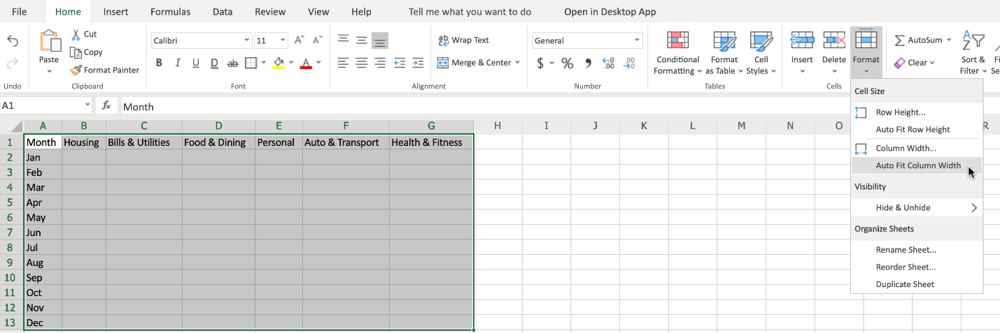 File Home Insert Formulas Data Review View Help Tell me what you want to do Open in Desktop App
Paste
Cut
Copy
Format Painter
Calibri 11 A A
B I U D ab A
Wrap Text
Merge & Center
General
$ % 9 .00 .00
Conditional Formatting
Format as Table
Cell Styles
Insert
Delete
Format
AutoSum
Clear
A Z
Sort & Filter
Undo Clipboard Font Alignment Number Tables Cells
A1 fx Month
A B C D E F G H I J K L M N O R
1 Month Housing Bills & Utilities Food & Dining Personal Auto & Transport Health & Fitness
2 Jan
3 Feb
4 Mar
5 Apr
6 May
7 Jun
8 Jul
9 Aug
10 Sep
11 Oct
12 Nov
13 Dec
Cell Size
Row Height...
Auto Fit Row Height
Column Width...
Auto Fit Column Width
Visibility
Hide & Unhide
Organize Sheets
Rename Sheet...
Reorder Sheet...
Duplicate Sheet